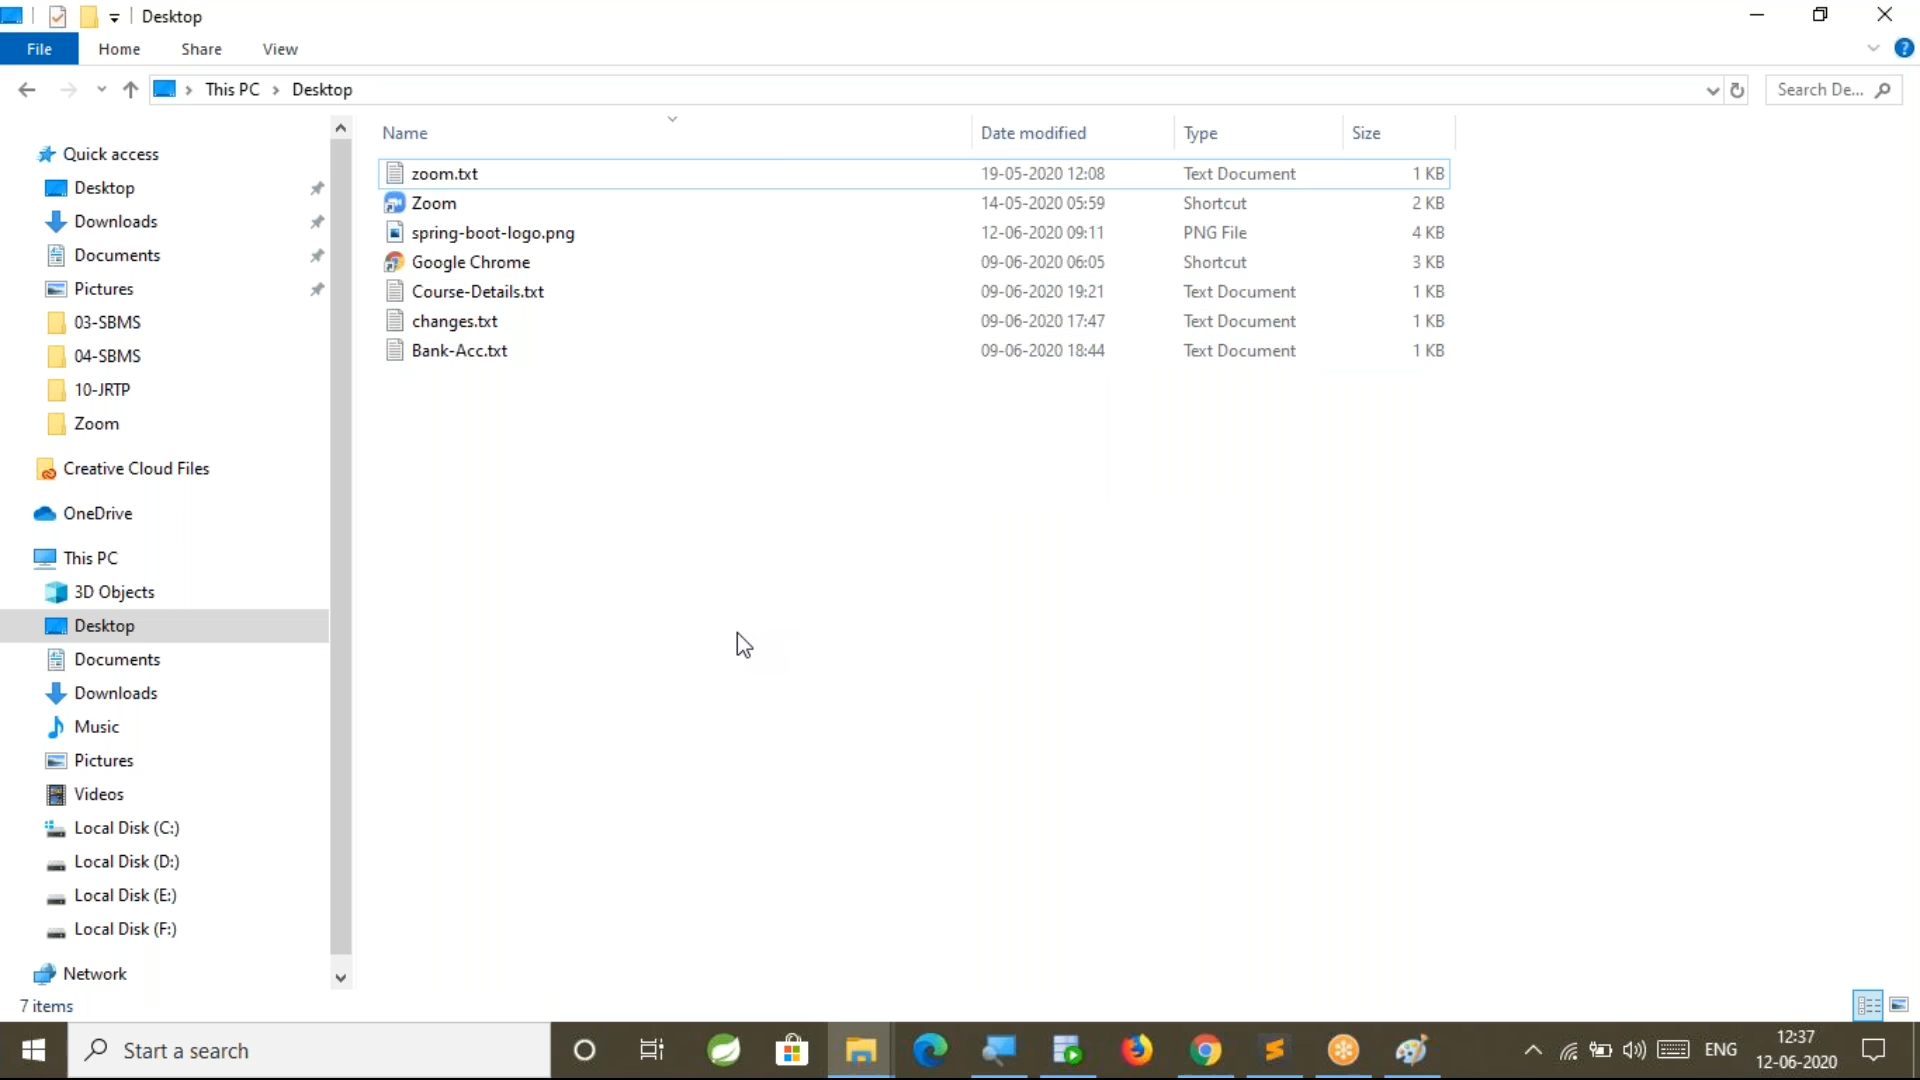 Desktop
File Home Share View
This PC Desktop
Search De...
Name Date modified Type Size
zoom.txt 19-05-2020 12:08 Text Document 1 KB
Zoom 14-05-2020 05:59 Shortcut 2 KB
spring-boot-logo.png 12-06-2020 09:11 PNG File 4 KB
Google Chrome 09-06-2020 06:05 Shortcut 3 KB
Course-Details.txt 09-06-2020 19:21 Text Document 1 KB
changes.txt 09-06-2020 17:47 Text Document 1 KB
Bank-Acc.txt 09-06-2020 18:44 Text Document 1 KB
Quick access
Desktop
Downloads
Documents
Pictures
03-SBMS
04-SBMS
10-JRTP
Zoom
Creative Cloud Files
OneDrive
This PC
3D Objects
Desktop
Documents
Downloads
Music
Pictures
Videos
Local Disk (C:)
Local Disk (D:)
Local Disk (E:)
Local Disk (F:)
Network
7 items
Start a search
ENG
12:37
12-06-2020